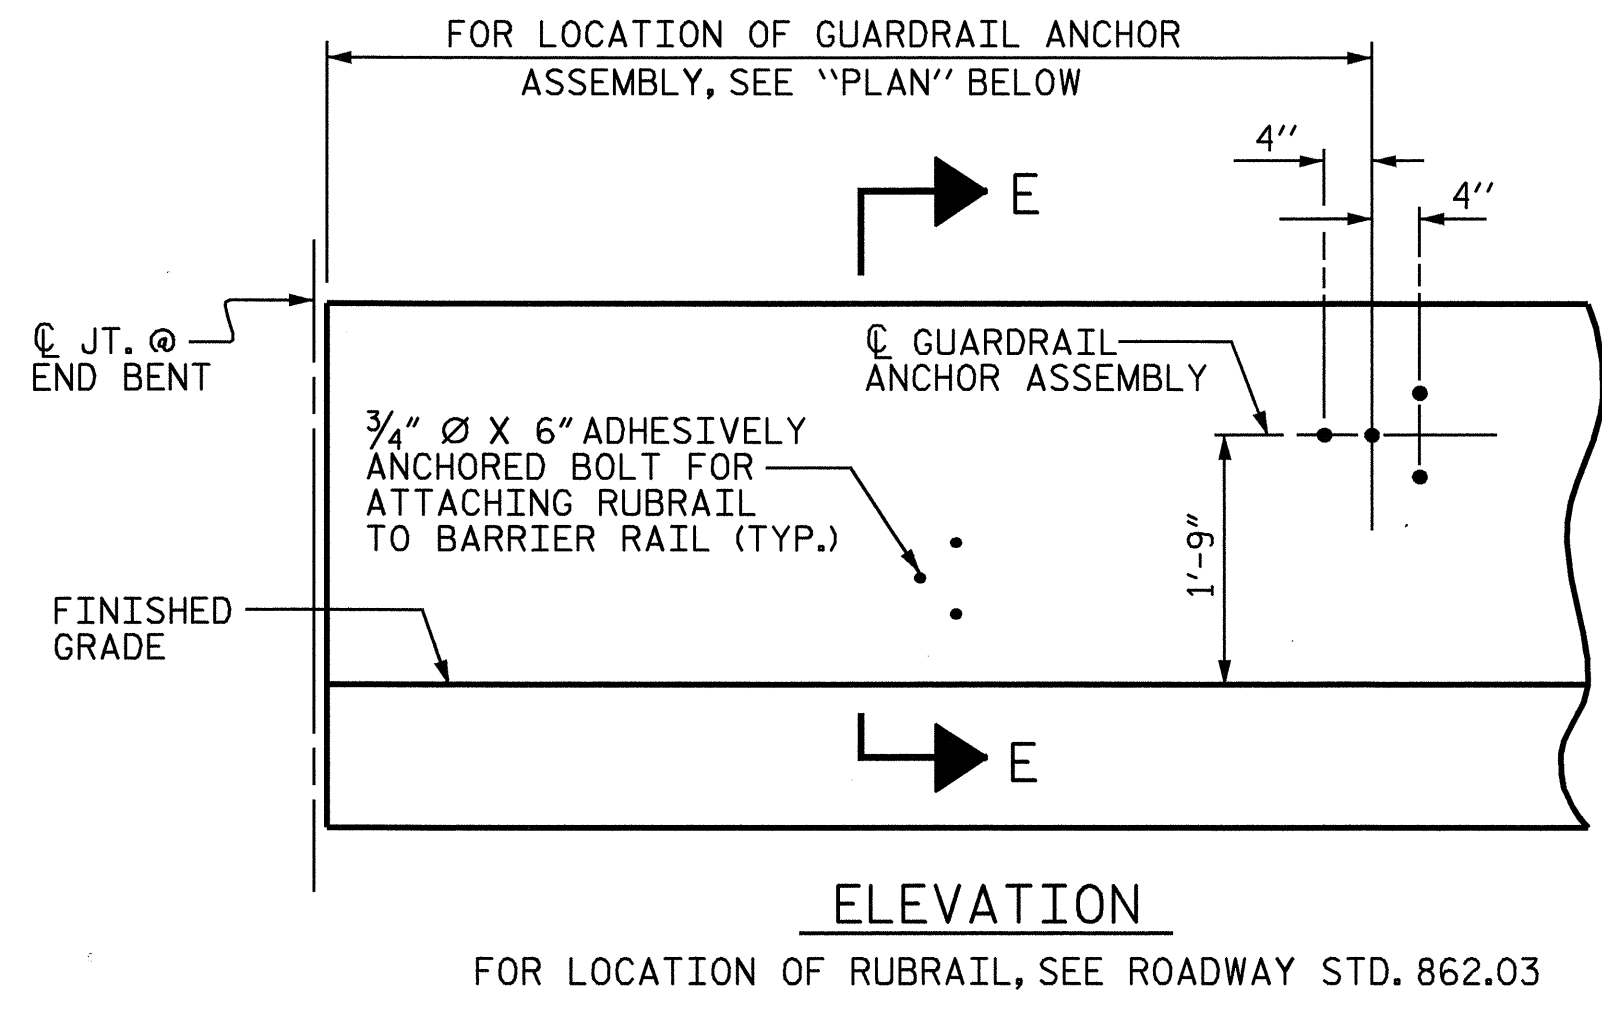 FOR LOCATION OF GUARDRAIL ANCHOR
ASSEMBLY, SEE "PLAN" BELOW
4"
4"
E
℄ JT. @
END BENT
℄ GUARDRAIL
ANCHOR ASSEMBLY
3/4" Ø X 6" ADHESIVELY
ANCHORED BOLT FOR
ATTACHING RUBRAIL
TO BARRIER RAIL (TYP.)
1'-9"
FINISHED
GRADE
E
ELEVATION
FOR LOCATION OF RUBRAIL, SEE ROADWAY STD. 862.03